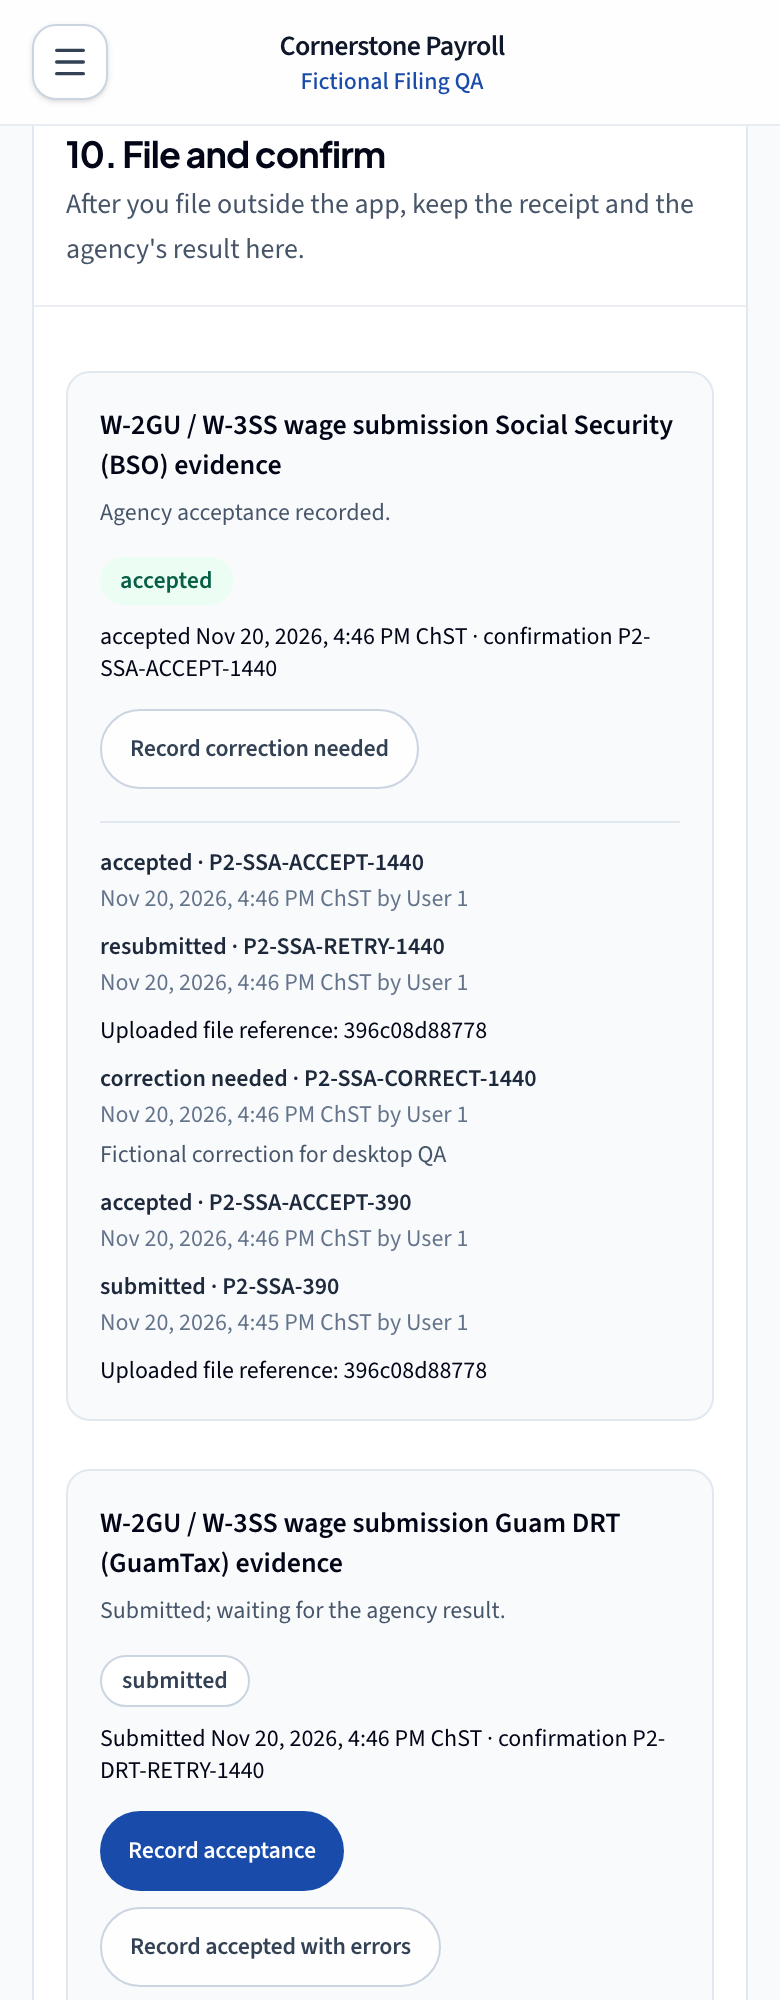 Cornerstone Payroll
Fictional Filing QA
10. File and confirm
After you file outside the app, keep the receipt and the
agency's result here.
W-2GU / W-3SS wage submission Social Security
(BSO) evidence
Agency acceptance recorded.
accepted
accepted Nov 20, 2026, 4:46 PM ChST · confirmation P2-
SSA-ACCEPT-1440
Record correction needed
accepted · P2-SSA-ACCEPT-1440
Nov 20, 2026, 4:46 PM ChST by User 1
resubmitted · P2-SSA-RETRY-1440
Nov 20, 2026, 4:46 PM ChST by User 1
Uploaded file reference: 396c08d88778
correction needed · P2-SSA-CORRECT-1440
Nov 20, 2026, 4:46 PM ChST by User 1
Fictional correction for desktop QA
accepted · P2-SSA-ACCEPT-390
Nov 20, 2026, 4:46 PM ChST by User 1
submitted · P2-SSA-390
Nov 20, 2026, 4:45 PM ChST by User 1
Uploaded file reference: 396c08d88778
W-2GU / W-3SS wage submission Guam DRT
(GuamTax) evidence
Submitted; waiting for the agency result.
submitted
Submitted Nov 20, 2026, 4:46 PM ChST · confirmation P2-
DRT-RETRY-1440
Record acceptance
Record accepted with errors